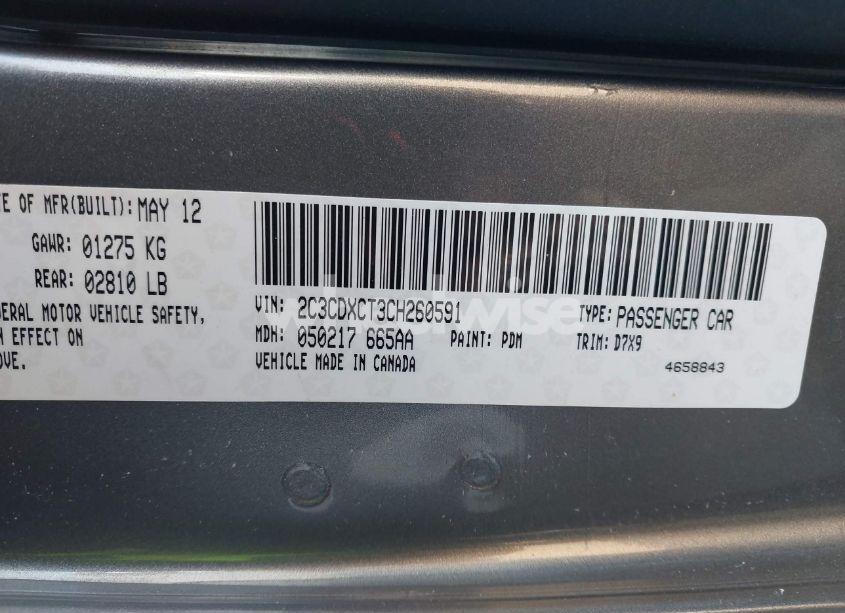 TE OF MFR(BUILT): MAY 12
GAWR: 01275 KG
REAR: 02810 LB
ERAL MOTOR VEHICLE SAFETY,
N EFFECT ON
OVE.
VIN: 2C3CDXCT3CH260591
TYPE: PASSENGER CAR
MDH: 050217 665AA
PAINT: PDM
TRIM: D7X9
VEHICLE MADE IN CANADA
4658843